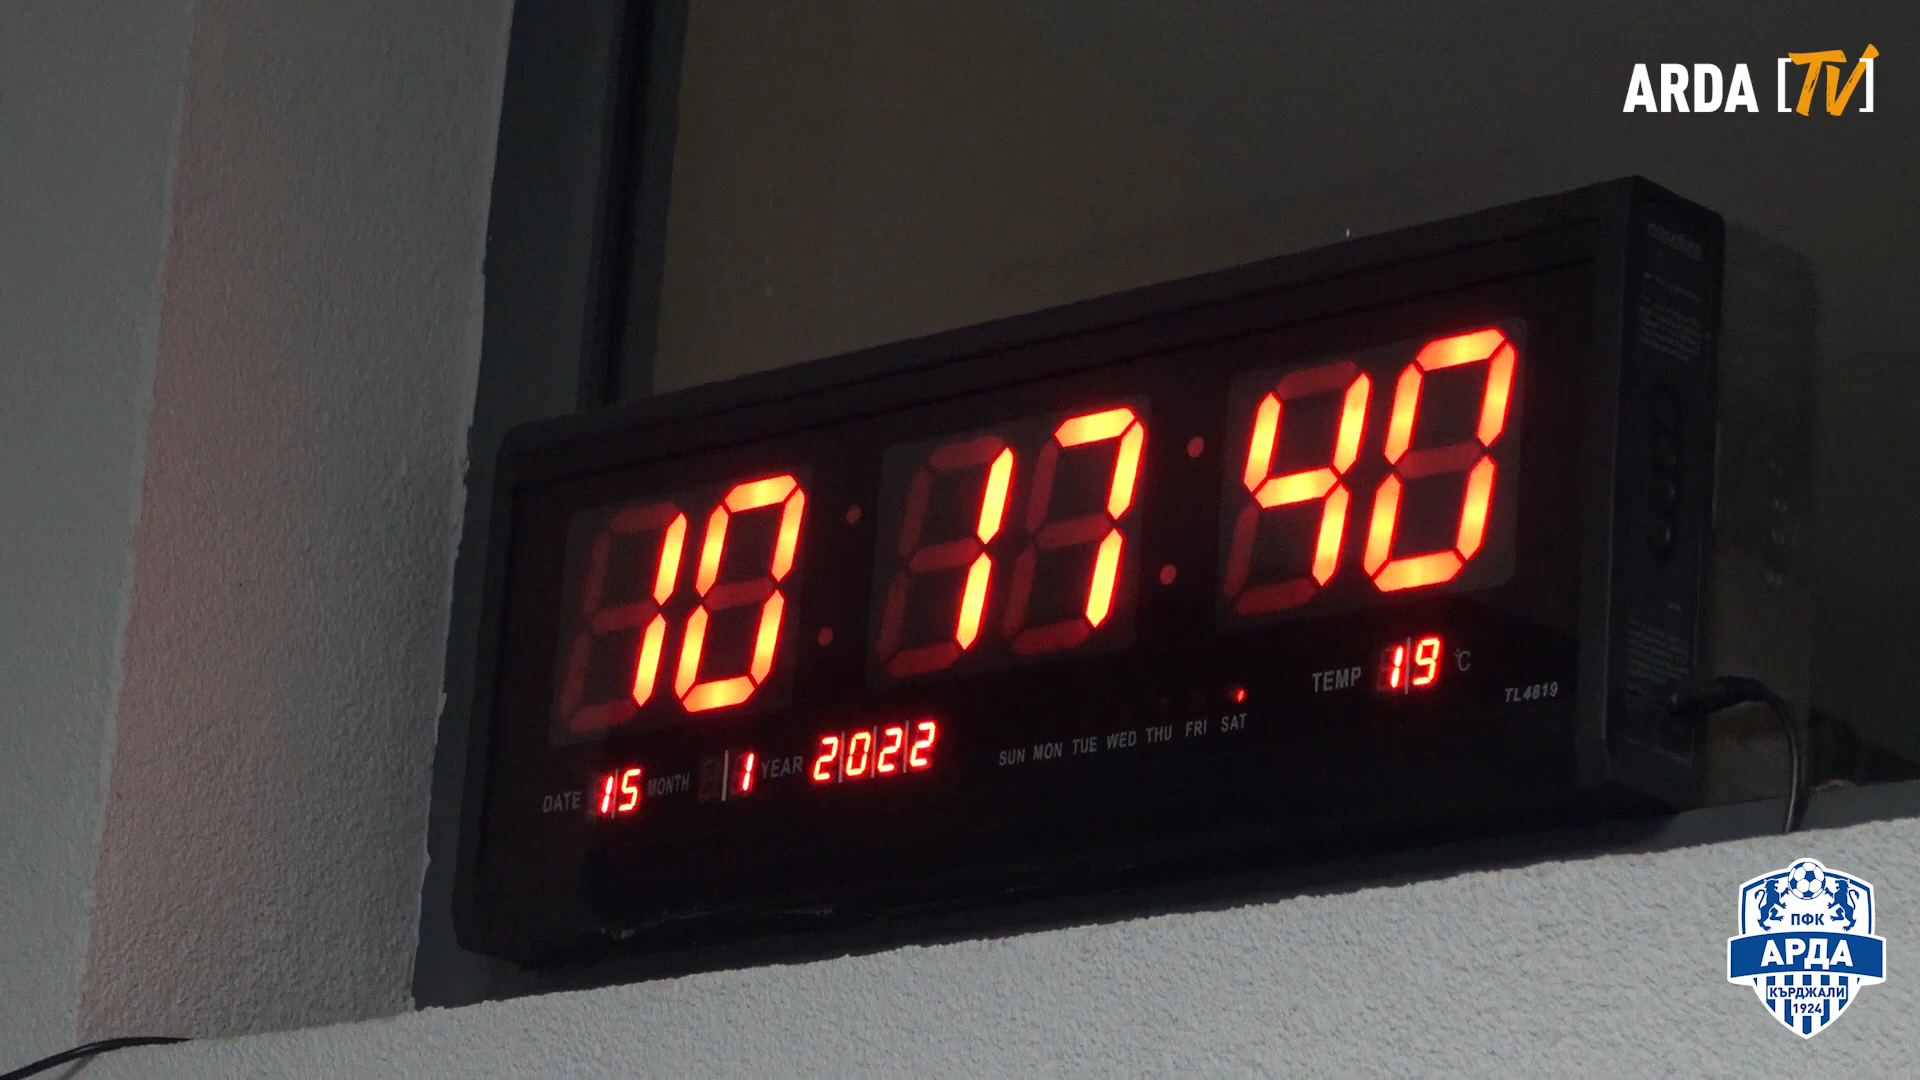 ARDA [TV]
10 17 40
TEMP 19 °C
TL4819
DATE 15 MONTH 1 YEAR 2022
SUN MON TUE WED THU FRI SAT
ПФК
АРДА
КЪРДЖАЛИ
1924